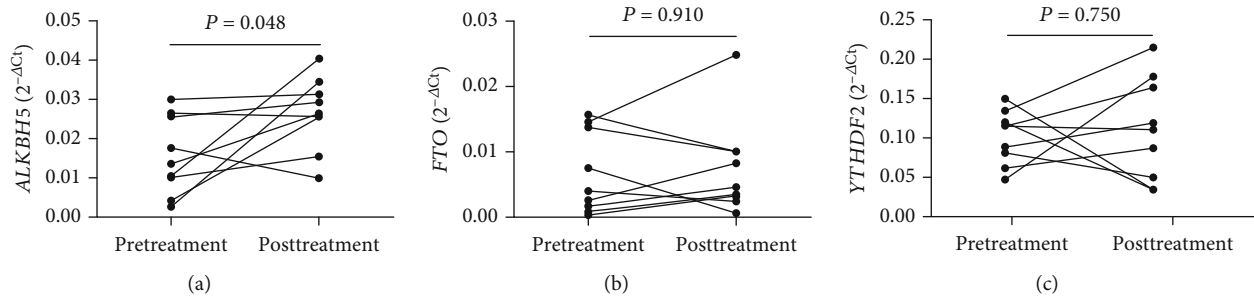 P = 0.048
ALKBH5 (2^−ΔCt)
0.05
0.04
0.03
0.02
0.01
0.00
Pretreatment Posttreatment
(a)
P = 0.910
FTO (2^−ΔCt)
0.03
0.02
0.01
0.00
Pretreatment Posttreatment
(b)
P = 0.750
YTHDF2 (2^−ΔCt)
0.25
0.20
0.15
0.10
0.05
0.00
Pretreatment Posttreatment
(c)